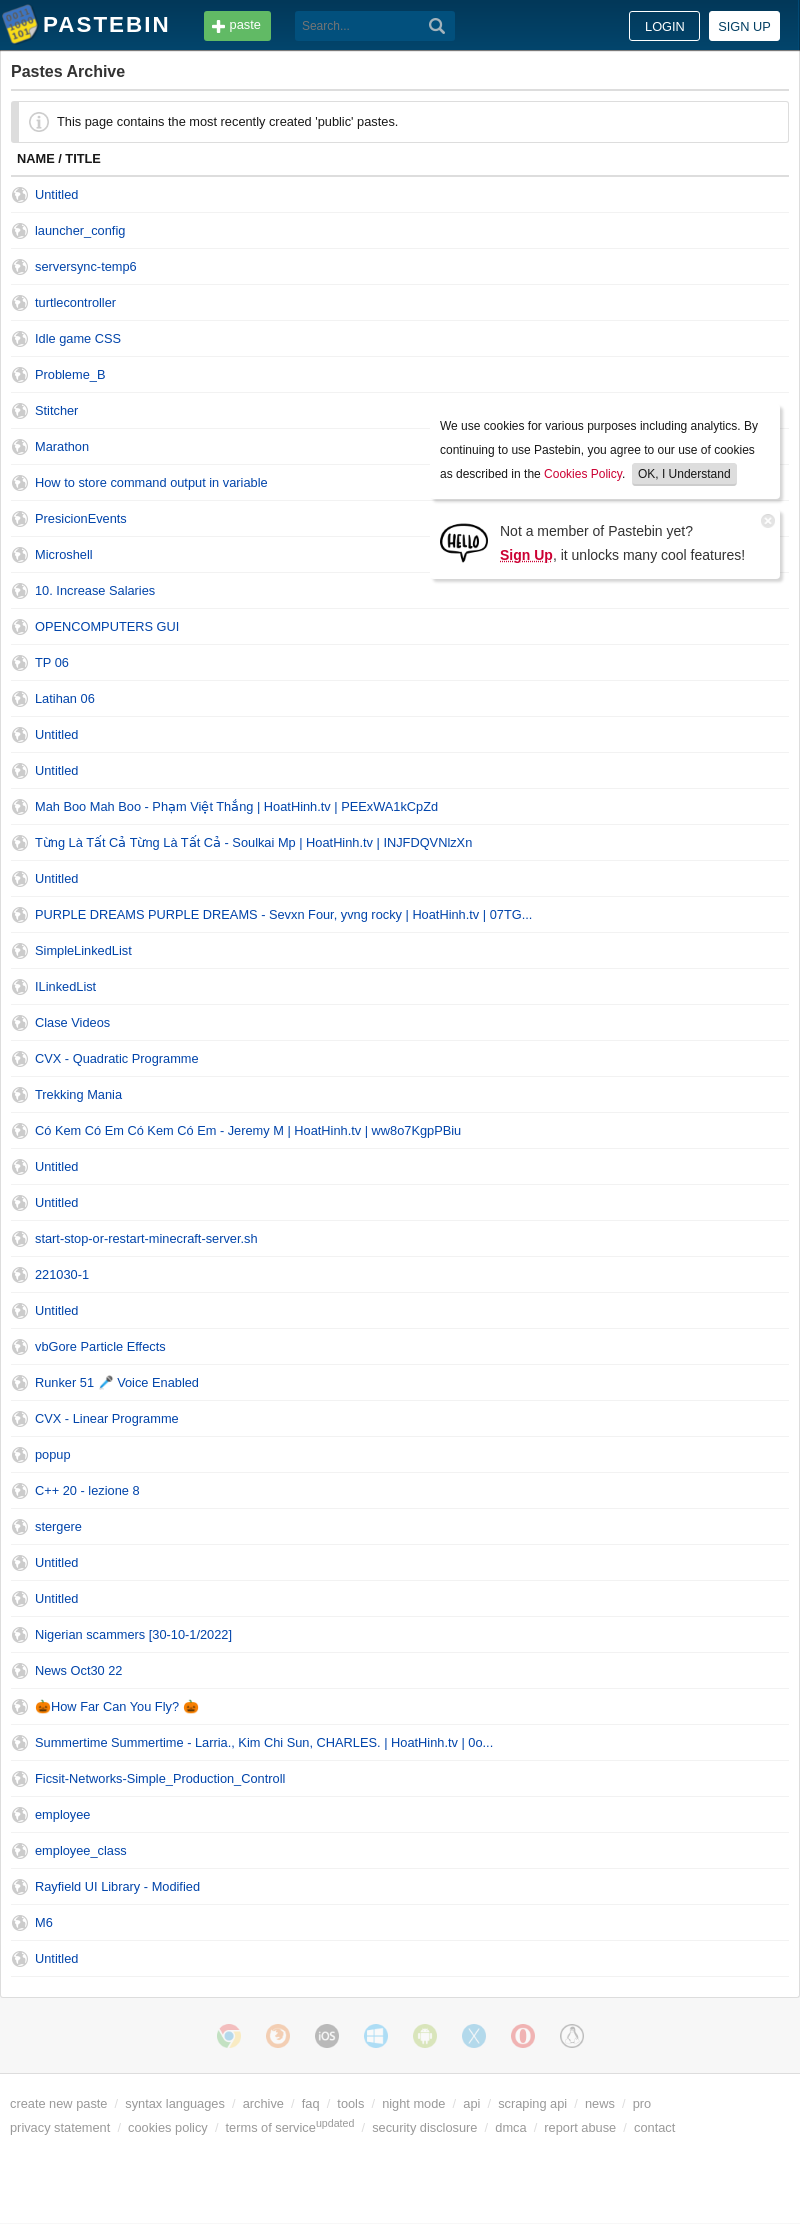 PASTEBIN
paste
Search...
LOGIN
SIGN UP
Pastes Archive
This page contains the most recently created 'public' pastes.
NAME / TITLE
Untitled
launcher_config
serversync-temp6
turtlecontroller
Idle game CSS
Probleme_B
Stitcher
Marathon
How to store command output in variable
PresicionEvents
Microshell
We use cookies for various purposes including analytics. By
continuing to use Pastebin, you agree to our use of cookies
as described in the Cookies Policy. OK, I Understand
HELLO
Not a member of Pastebin yet?
Sign Up, it unlocks many cool features!
10. Increase Salaries
OPENCOMPUTERS GUI
TP 06
Latihan 06
Untitled
Untitled
Mah Boo Mah Boo - Phạm Việt Thắng | HoatHinh.tv | PEExWA1kCpZd
Từng Là Tất Cả Từng Là Tất Cả - Soulkai Mp | HoatHinh.tv | INJFDQVNlzXn
Untitled
PURPLE DREAMS PURPLE DREAMS - Sevxn Four, yvng rocky | HoatHinh.tv | 07TG...
SimpleLinkedList
ILinkedList
Clase Videos
CVX - Quadratic Programme
Trekking Mania
Có Kem Có Em Có Kem Có Em - Jeremy M | HoatHinh.tv | ww8o7KgpPBiu
Untitled
Untitled
start-stop-or-restart-minecraft-server.sh
221030-1
Untitled
vbGore Particle Effects
Runker 51 🎤 Voice Enabled
CVX - Linear Programme
popup
C++ 20 - lezione 8
stergere
Untitled
Untitled
Nigerian scammers [30-10-1/2022]
News Oct30 22
🎃How Far Can You Fly? 🎃
Summertime Summertime - Larria., Kim Chi Sun, CHARLES. | HoatHinh.tv | 0o...
Ficsit-Networks-Simple_Production_Controll
employee
employee_class
Rayfield UI Library - Modified
M6
Untitled
iOS
create new paste / syntax languages / archive / faq / tools / night mode / api / scraping api / news / pro
privacy statement / cookies policy / terms of serviceupdated / security disclosure / dmca / report abuse / contact